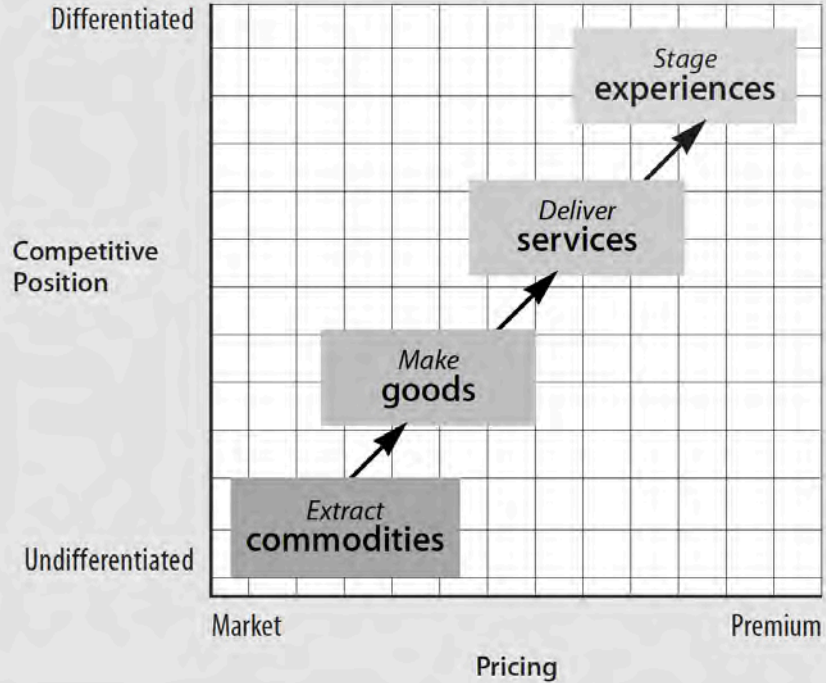 Differentiated
Stage
experiences
Deliver
services
Competitive
Position
Make
goods
Extract
commodities
Undifferentiated
Market
Premium
Pricing